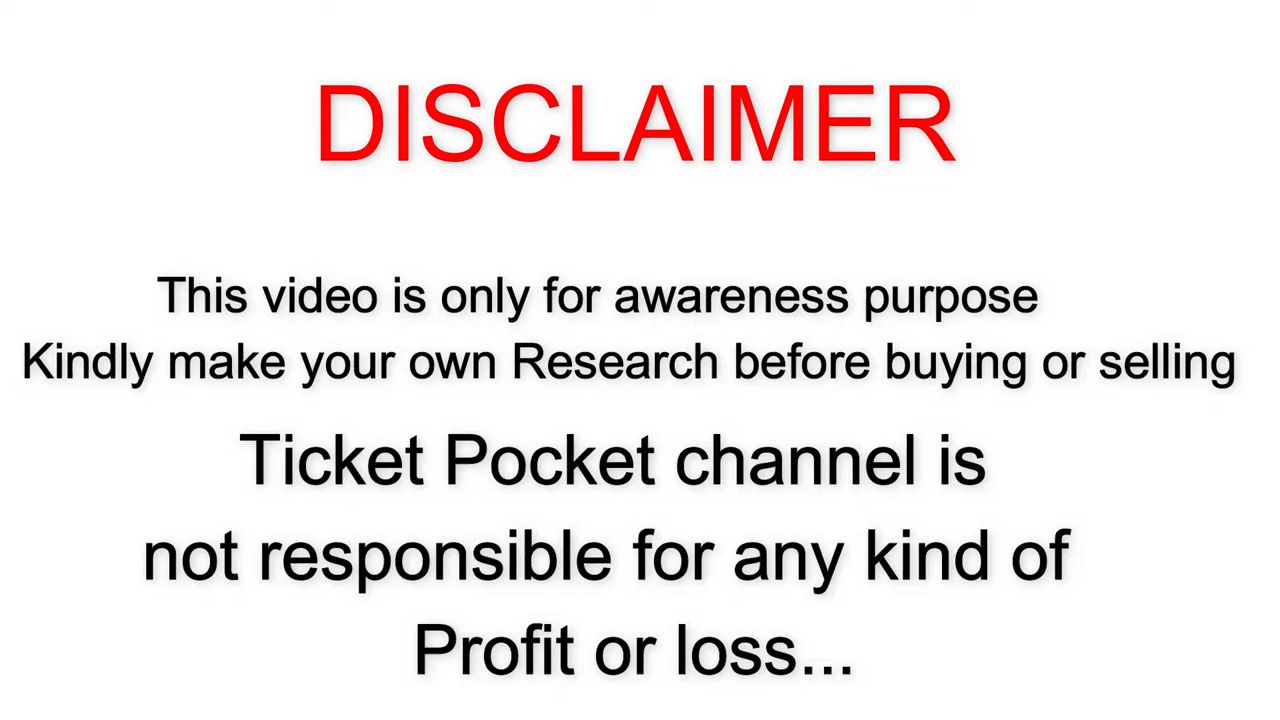 DISCLAIMER
This video is only for awareness purpose
Kindly make your own Research before buying or selling
Ticket Pocket channel is
not responsible for any kind of
Profit or loss...